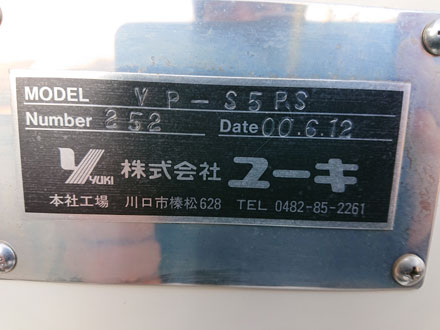 MODEL VP-S5RS
Number 252 Date 00.6.12
YUKI 株式会社 ユーキ
本社工場 川口市榛松628 TEL 0482-85-2261